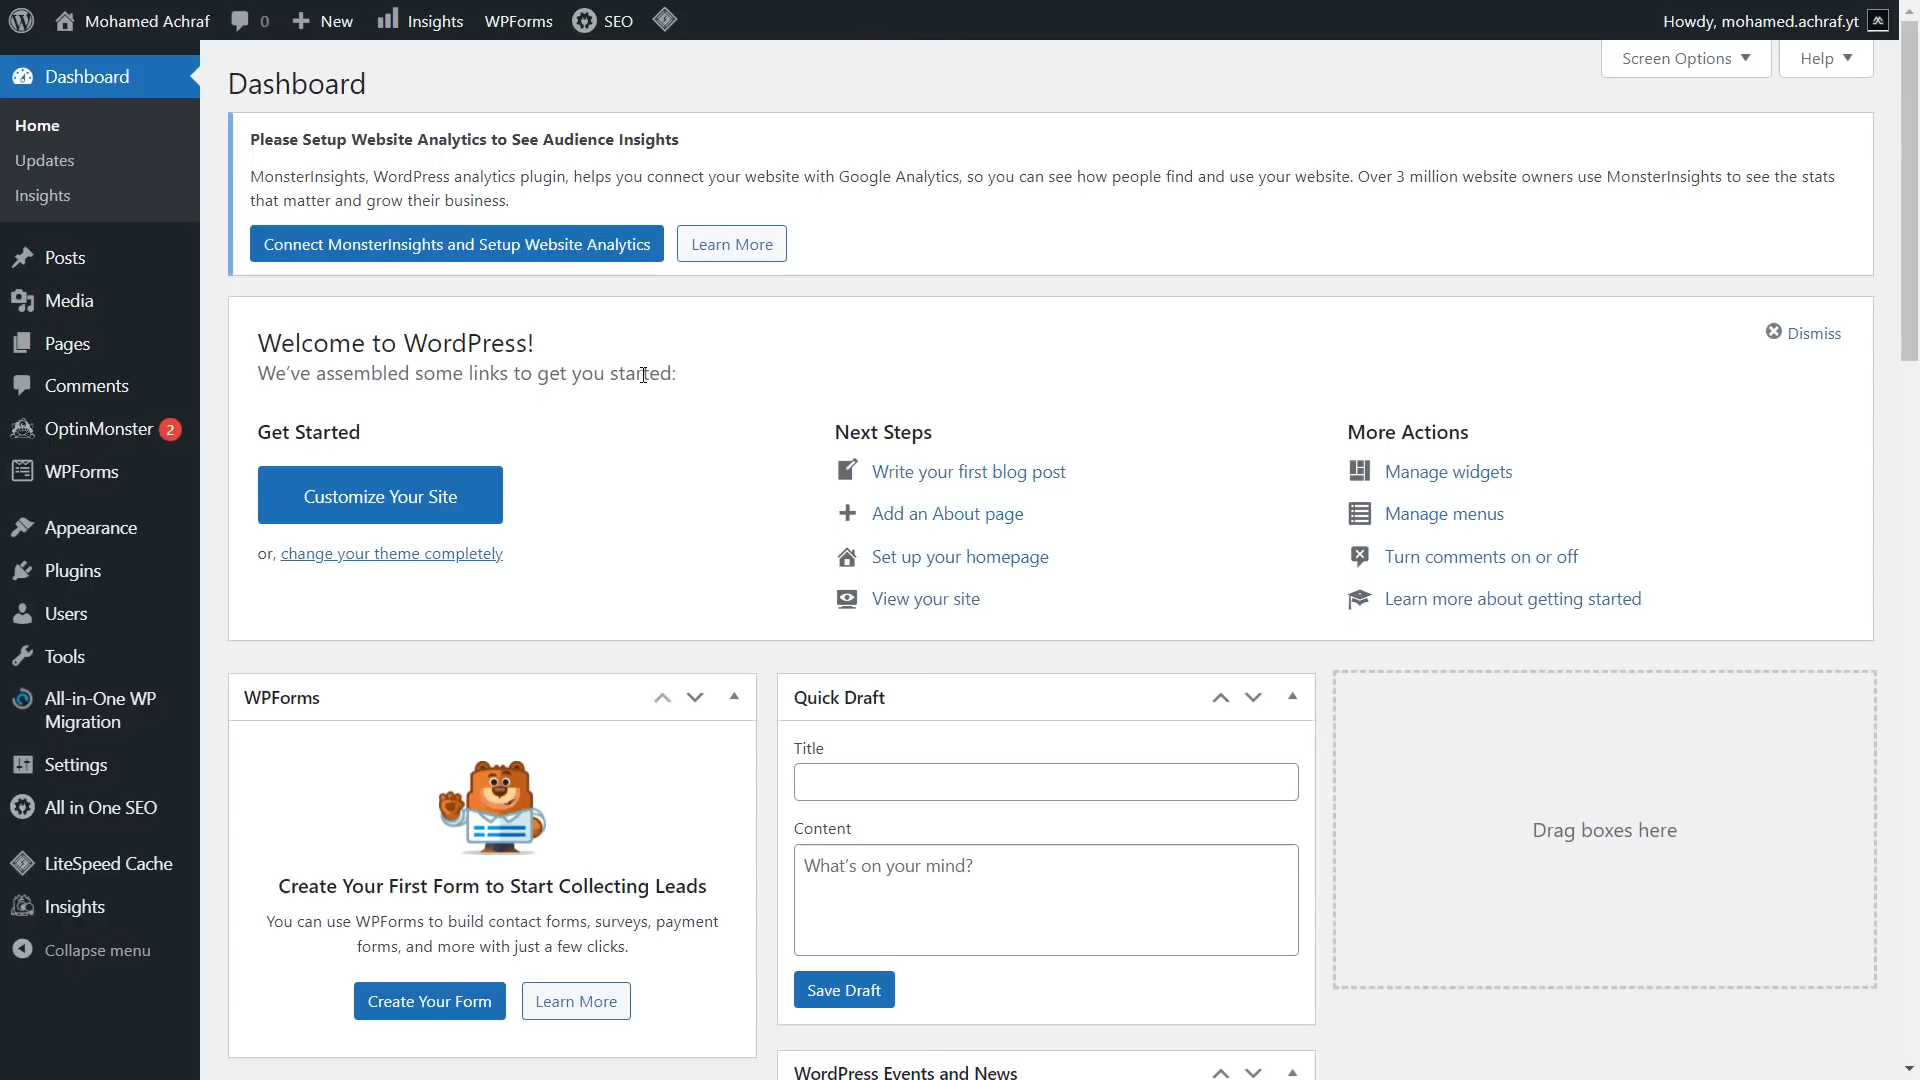 Mohamed Achraf 0 New Insights WPForms SEO Howdy, mohamed.achraf.yt
Screen Options Help
Dashboard
Home
Updates
Insights
Posts
Media
Pages
Comments
OptinMonster 2
WPForms
Appearance
Plugins
Users
Tools
All-in-One WP
Migration
Settings
All in One SEO
LiteSpeed Cache
Insights
Collapse menu
Dashboard
Please Setup Website Analytics to See Audience Insights
MonsterInsights, WordPress analytics plugin, helps you connect your website with Google Analytics, so you can see how people find and use your website. Over 3 million website owners use MonsterInsights to see the stats
that matter and grow their business.
Connect MonsterInsights and Setup Website Analytics Learn More
Welcome to WordPress!
Dismiss
We've assembled some links to get you started:
Get Started
Customize Your Site
or, change your theme completely
Next Steps
Write your first blog post
Add an About page
Set up your homepage
View your site
More Actions
Manage widgets
Manage menus
Turn comments on or off
Learn more about getting started
WPForms
Create Your First Form to Start Collecting Leads
You can use WPForms to build contact forms, surveys, payment
forms, and more with just a few clicks.
Create Your Form Learn More
Quick Draft
Title
Content
What's on your mind?
Save Draft
WordPress Events and News
Drag boxes here